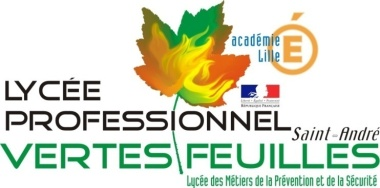 académie
Lille
É
LYCÉE
PROFESSIONNEL
Saint-André
VERTES FEUILLES
Lycée des Métiers de la Prévention et de la Sécurité